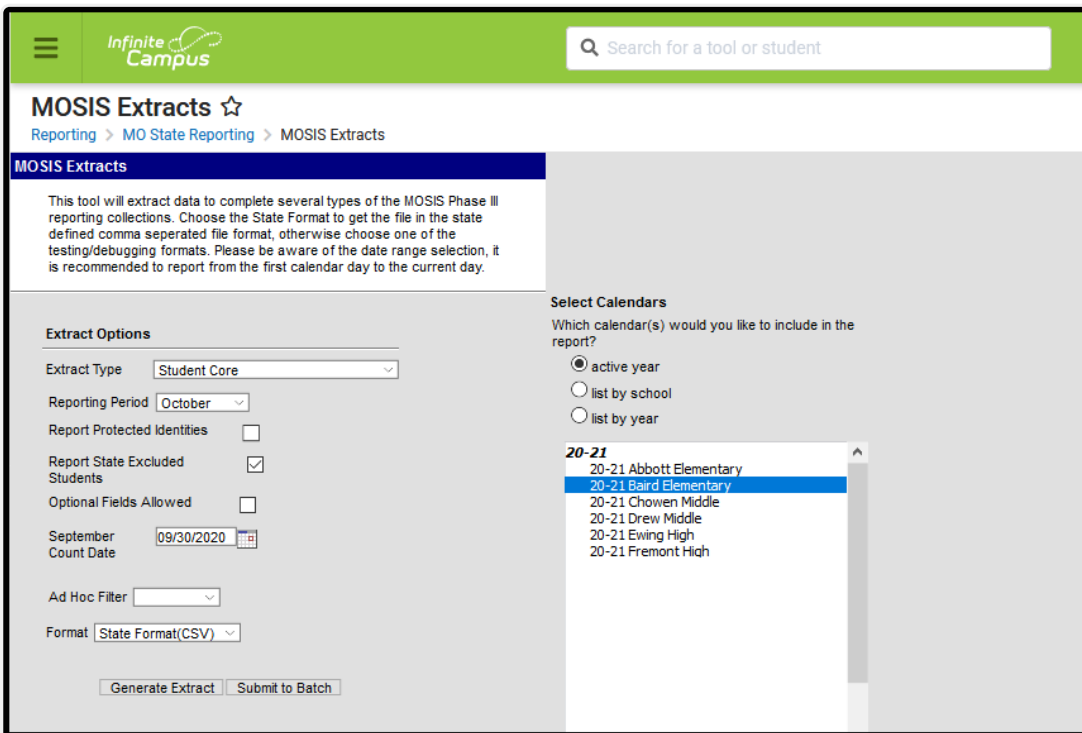 Infinite
Campus
Search for a tool or student
MOSIS Extracts
Reporting > MO State Reporting > MOSIS Extracts
MOSIS Extracts
This tool will extract data to complete several types of the MOSIS Phase III
reporting collections. Choose the State Format to get the file in the state
defined comma seperated file format, otherwise choose one of the
testing/debugging formats. Please be aware of the date range selection, it
is recommended to report from the first calendar day to the current day.
Extract Options
Extract Type Student Core
Reporting Period October
Report Protected Identities
Report State Excluded
Students
Optional Fields Allowed
September
Count Date
09/30/2020
Ad Hoc Filter
Format State Format(CSV)
Generate Extract Submit to Batch
Select Calendars
Which calendar(s) would you like to include in the
report?
active year
list by school
list by year
20-21
20-21 Abbott Elementary
20-21 Baird Elementary
20-21 Chowen Middle
20-21 Drew Middle
20-21 Ewing High
20-21 Fremont High